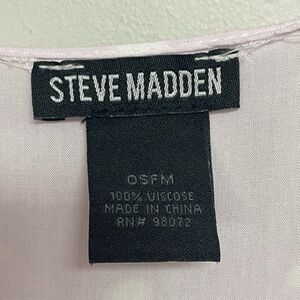 STEVE MADDEN
OSFM
100% VISCOSE
MADE IN CHINA
RN# 98072